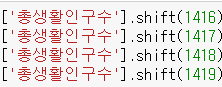 ['총생활인구수'].shift(1416)
['총생활인구수'].shift(1417)
['총생활인구수'].shift(1418)
['총생활인구수'].shift(1419)